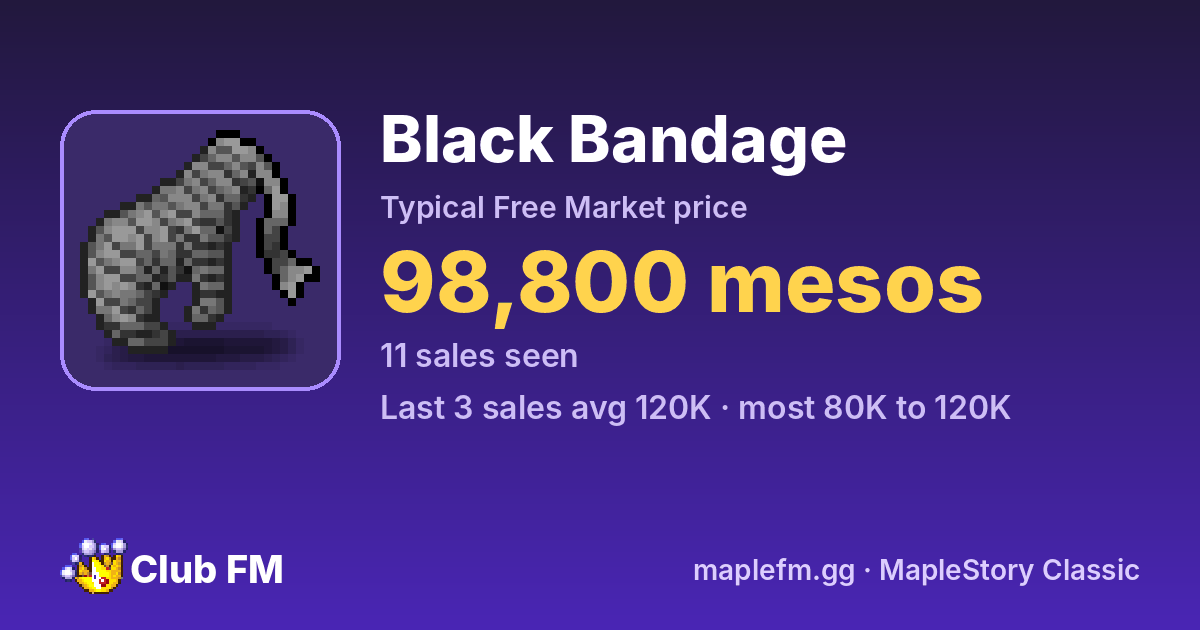 Black Bandage
Typical Free Market price
98,800 mesos
11 sales seen
Last 3 sales avg 120K · most 80K to 120K
Club FM
maplefm.gg · MapleStory Classic